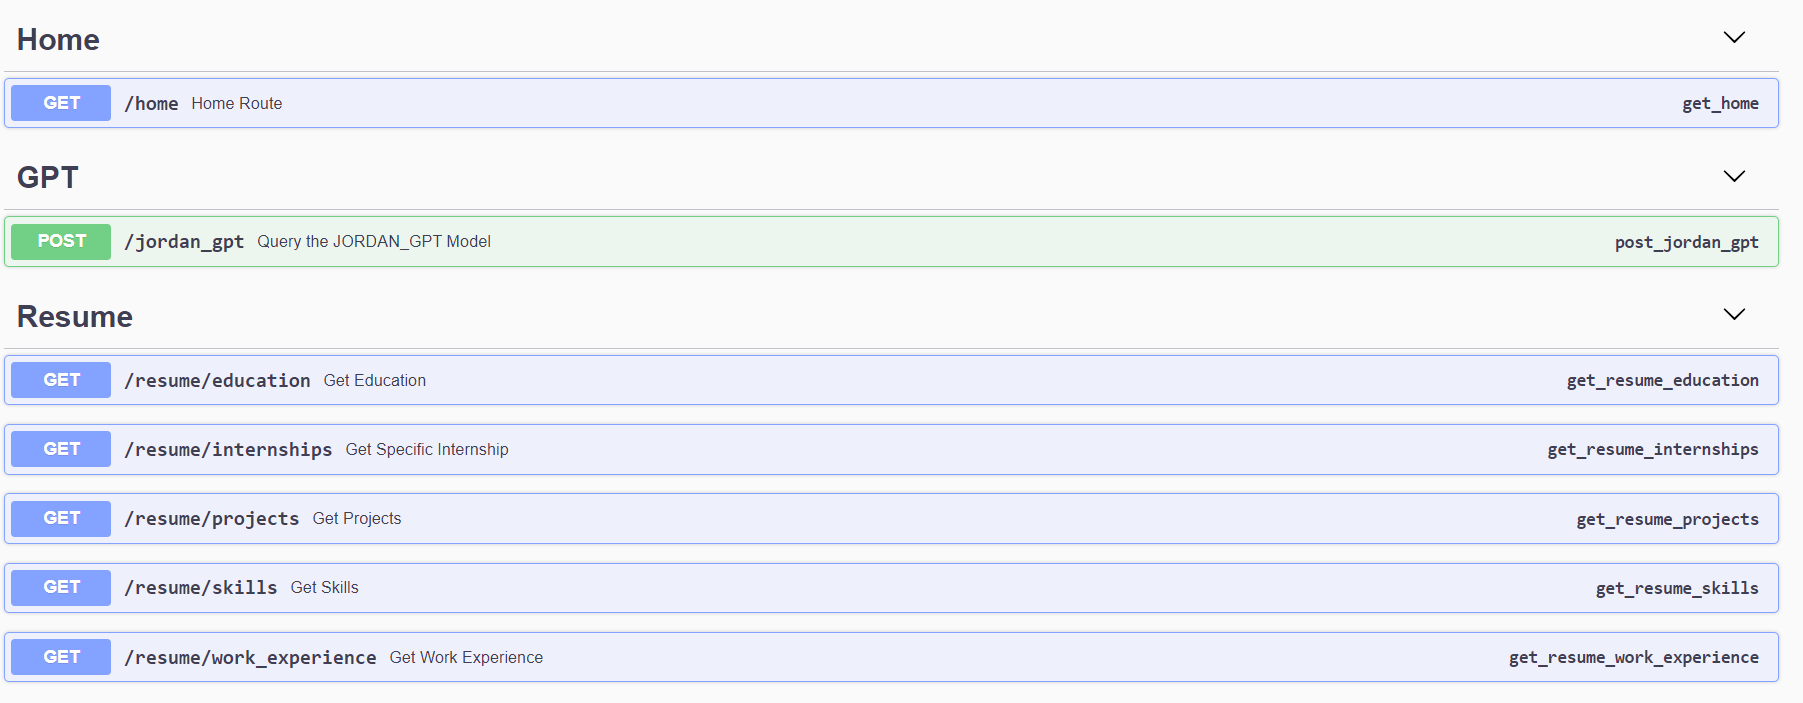 Home
GET /home Home Route get_home
GPT
POST /jordan_gpt Query the JORDAN_GPT Model post_jordan_gpt
Resume
GET /resume/education Get Education get_resume_education
GET /resume/internships Get Specific Internship get_resume_internships
GET /resume/projects Get Projects get_resume_projects
GET /resume/skills Get Skills get_resume_skills
GET /resume/work_experience Get Work Experience get_resume_work_experience